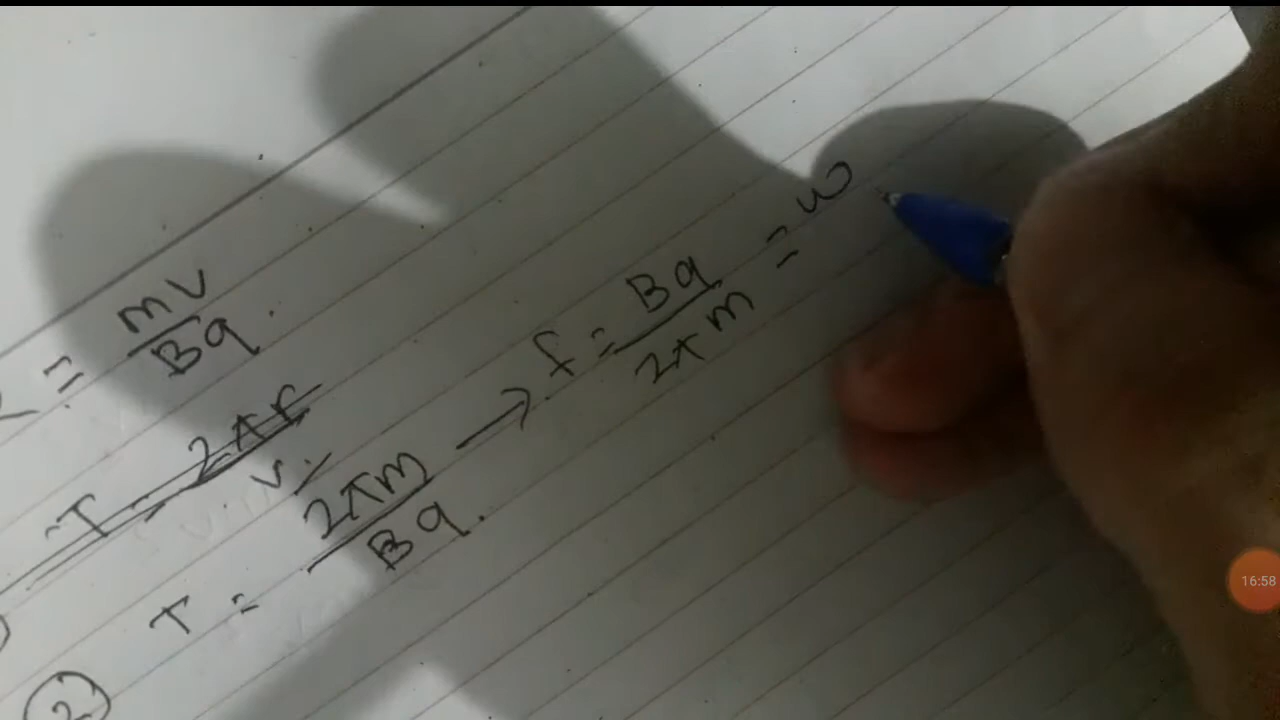 = mv/Bq
T = 2πr/v
T = 2πm/Bq. → f = Bq/2πm = ω
2
16:58